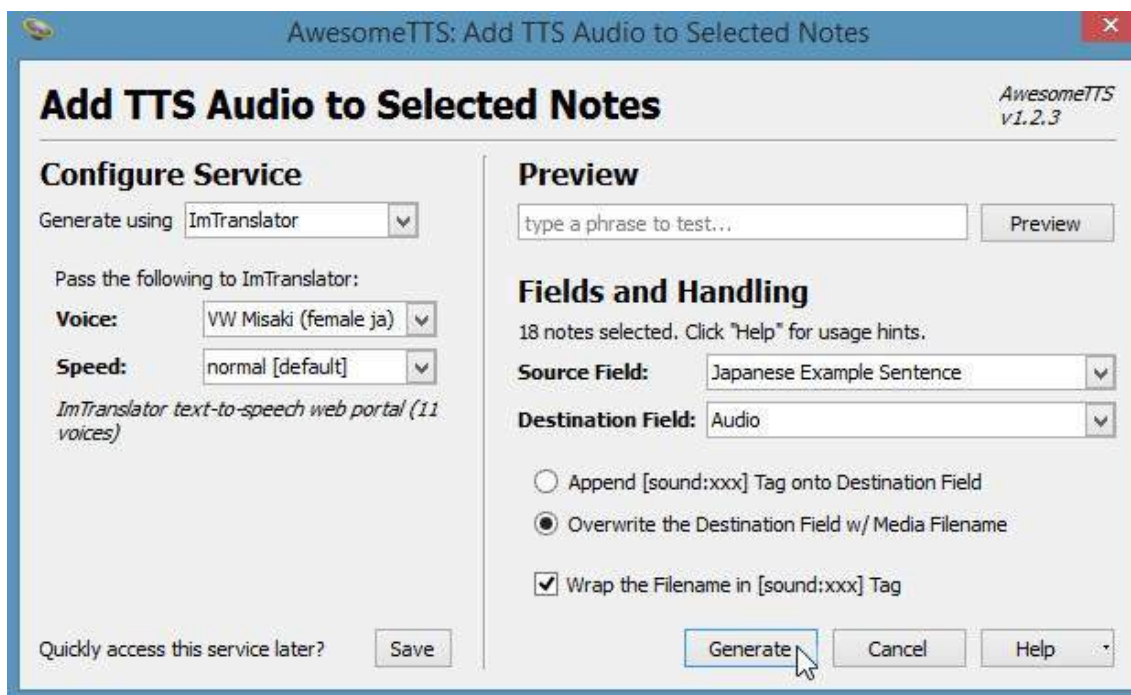 AwesomeTTS: Add TTS Audio to Selected Notes
Add TTS Audio to Selected Notes
AwesomeTTS
v1.2.3
Configure Service
Generate using ImTranslator
Pass the following to ImTranslator:
Voice: VW Misaki (female ja)
Speed: normal [default]
ImTranslator text-to-speech web portal (11
voices)
Quickly access this service later? Save
Preview
type a phrase to test... Preview
Fields and Handling
18 notes selected. Click "Help" for usage hints.
Source Field: Japanese Example Sentence
Destination Field: Audio
Append [sound:xxx] Tag onto Destination Field
Overwrite the Destination Field w/ Media Filename
Wrap the Filename in [sound:xxx] Tag
Generate Cancel Help